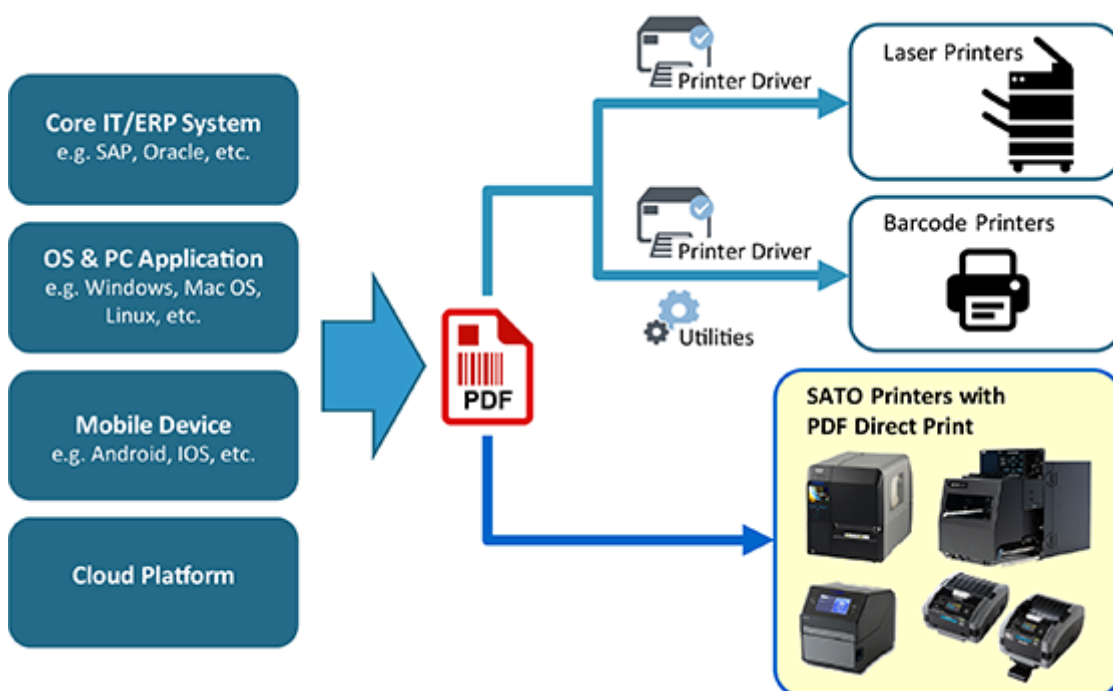 Core IT/ERP System
e.g. SAP, Oracle, etc.
OS & PC Application
e.g. Windows, Mac OS,
Linux, etc.
Mobile Device
e.g. Android, IOS, etc.
Cloud Platform
PDF
Printer Driver
Laser Printers
Printer Driver
Utilities
Barcode Printers
SATO Printers with
PDF Direct Print